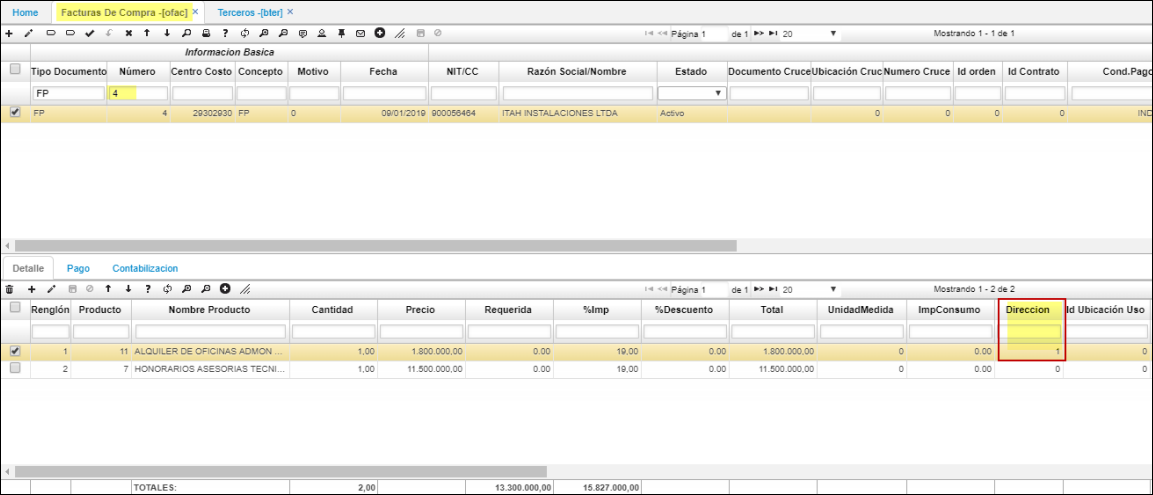 Home Facturas De Compra -[ofac] × Terceros -[bter] ×
Página 1 de 1 20 Mostrando 1 - 1 de 1
Informacion Basica
Tipo Documento Número Centro Costo Concepto Motivo Fecha NIT/CC Razón Social/Nombre Estado Documento Cruce Ubicación Cruc Numero Cruce Id orden Id Contrato Cond.Pago
FP 4
FP 4 29302930 FP 0 09/01/2019 900056464 ITAH INSTALACIONES LTDA Activo 0 0 0 0 IND
Detalle Pago Contabilizacion
Página 1 de 1 20 Mostrando 1 - 2 de 2
Renglón Producto Nombre Producto Cantidad Precio Requerida %Imp %Descuento Total UnidadMedida ImpConsumo Direccion Id Ubicación Uso
1 11 ALQUILER DE OFICINAS ADMON ... 1,00 1.800.000,00 0.00 19,00 0.00 1.800.000,00 0 0.00 1 0
2 7 HONORARIOS ASESORIAS TECNI... 1,00 11.500.000,00 0.00 19,00 0.00 11.500.000,00 0 0.00 0 0
TOTALES: 2,00 13.300.000,00 15.827.000,00